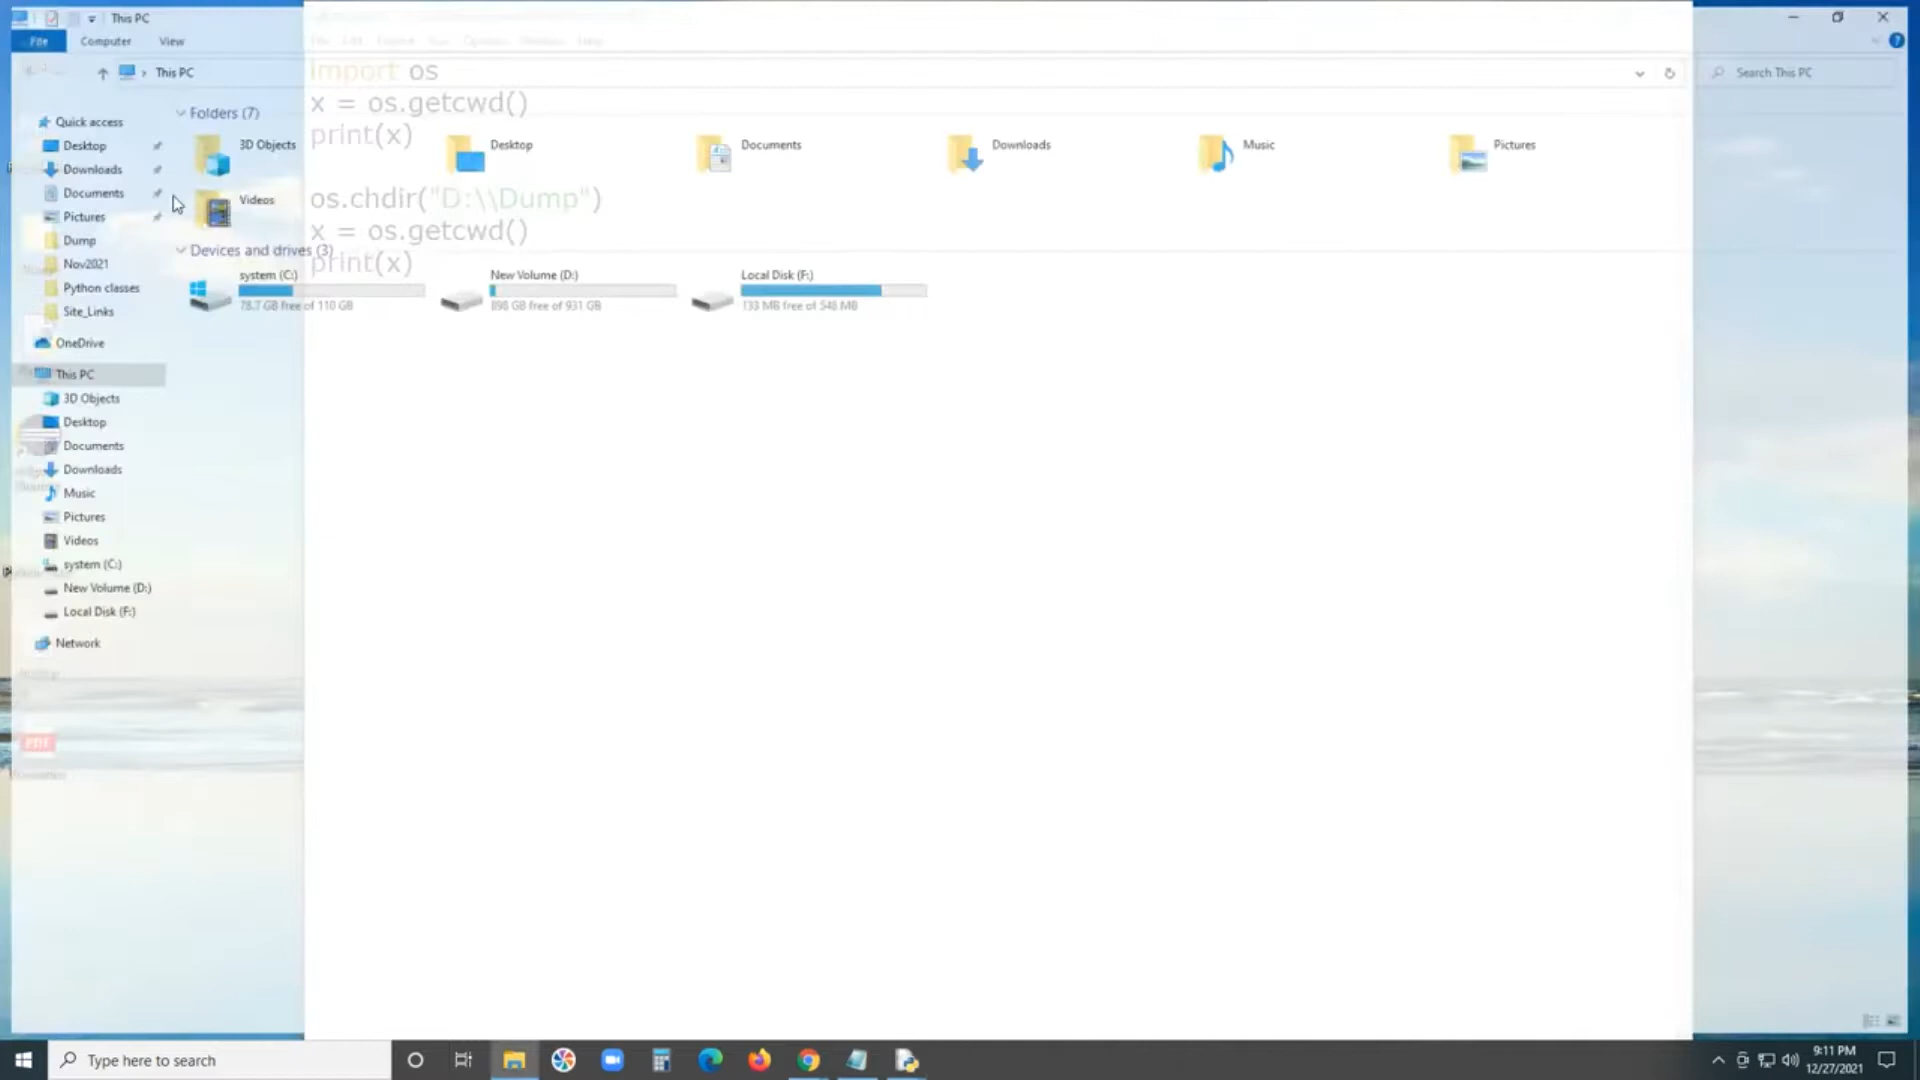 This PC
File Computer View
This PC
Search This PC
import os
x = os.getcwd()
print(x)
os.chdir("D:\\Dump")
x = os.getcwd()
print(x)
Quick access
Desktop
Downloads
Documents
Pictures
Dump
Nov2021
Python classes
Site_Links
OneDrive
This PC
3D Objects
Desktop
Documents
Downloads
Music
Pictures
Videos
system (C:)
New Volume (D:)
Local Disk (F:)
Network
Folders (7)
3D Objects
Desktop
Documents
Downloads
Music
Pictures
Videos
Devices and drives (3)
system (C:)
78.7 GB free of 110 GB
New Volume (D:)
898 GB free of 931 GB
Local Disk (F:)
133 MB free of 548 MB
PDF
Type here to search
9:11 PM
12/27/2021